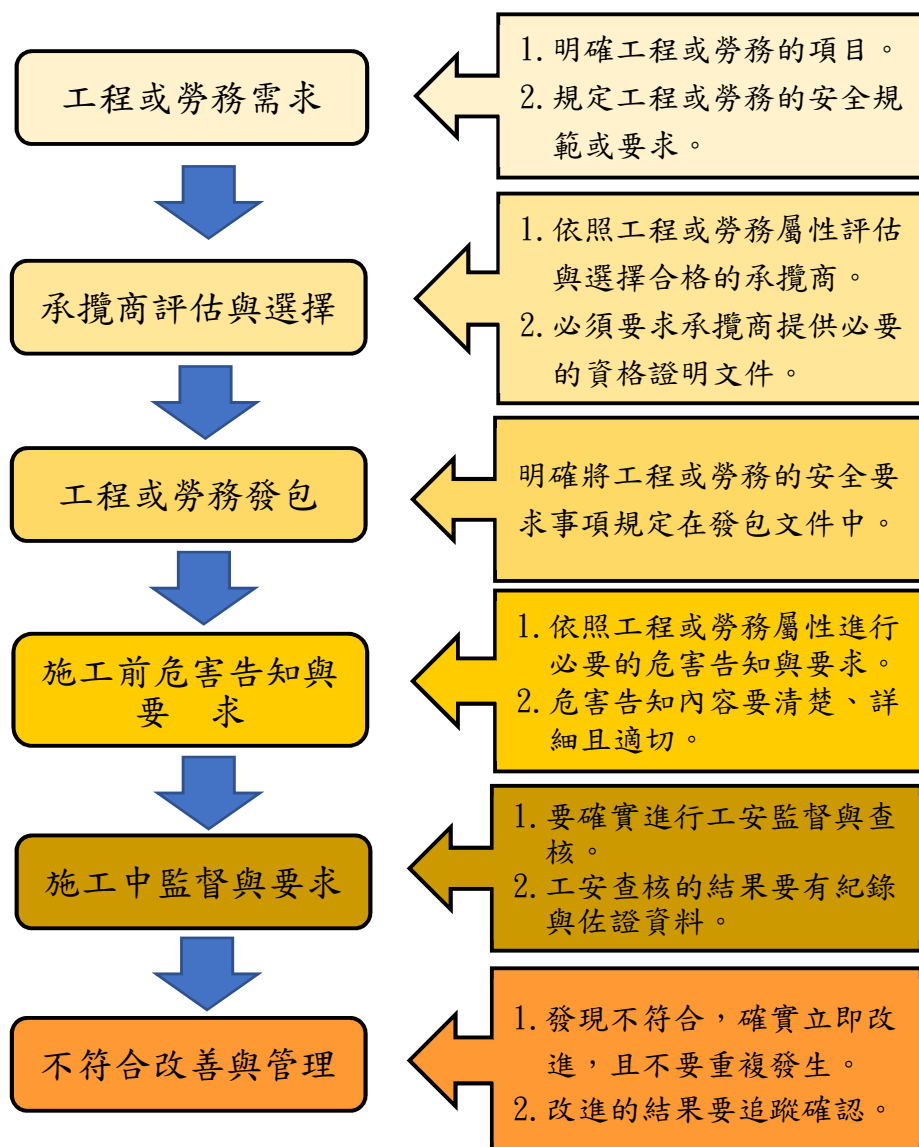 工程或勞務需求
1. 明確工程或勞務的項目。
2. 規定工程或勞務的安全規
範或要求。
承攬商評估與選擇
1. 依照工程或勞務屬性評估
與選擇合格的承攬商。
2. 必須要求承攬商提供必要
的資格證明文件。
工程或勞務發包
明確將工程或勞務的安全要
求事項規定在發包文件中。
施工前危害告知與
要 求
1. 依照工程或勞務屬性進行
必要的危害告知與要求。
2. 危害告知內容要清楚、詳
細且適切。
施工中監督與要求
1. 要確實進行工安監督與查
核。
2. 工安查核的結果要有紀錄
與佐證資料。
不符合改善與管理
1. 發現不符合，確實立即改
進，且不要重複發生。
2. 改進的結果要追蹤確認。